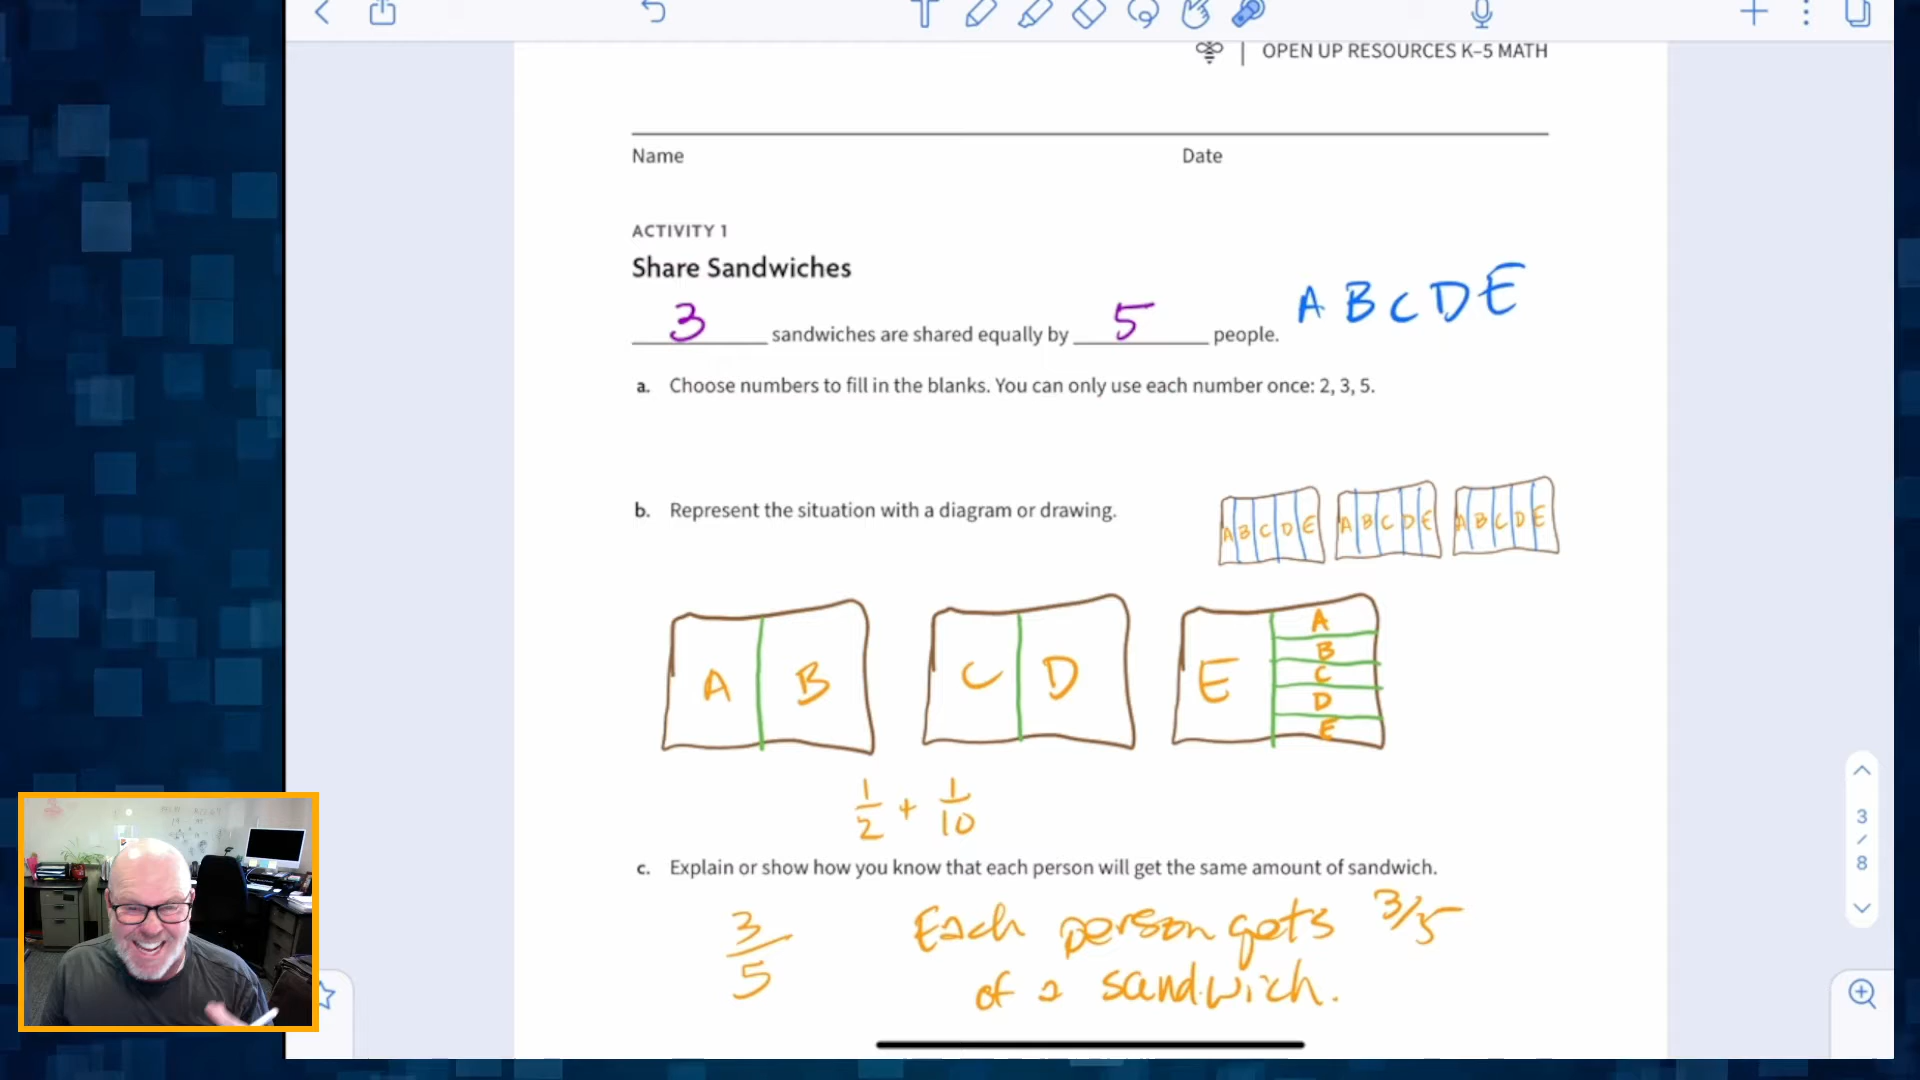 OPEN UP RESOURCES K–5 MATH
Name Date
ACTIVITY 1
Share Sandwiches
A B C D E
3 sandwiches are shared equally by 5 people.
a. Choose numbers to fill in the blanks. You can only use each number once: 2, 3, 5.
b. Represent the situation with a diagram or drawing.
A B C D E A B C D E A B C D E
A B C D E A
B
C
D
E
1/2 + 1/10
c. Explain or show how you know that each person will get the same amount of sandwich.
3/5 Each person gets 3/5
of a sandwich.
3
/
8